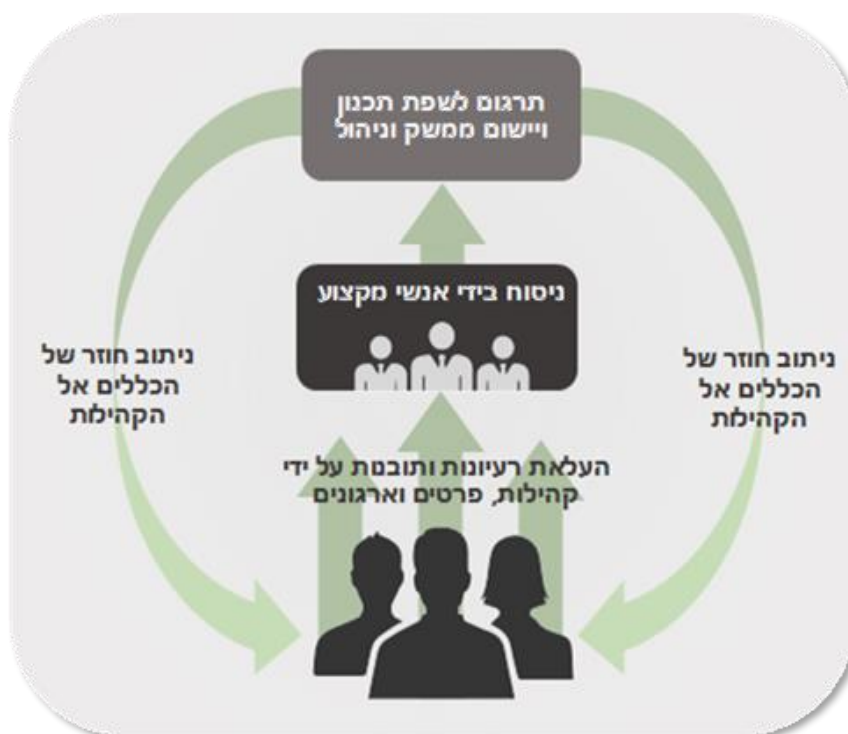 תרגום לשפת תכנון
ויישום ממשק וניהול
ניסוח בידי אנשי מקצוע
ניתוב חוזר של
הכללים אל
הקהילות
ניתוב חוזר של
הכללים אל
הקהילות
העלאת רעיונות ותובנות על ידי
קהילות, פרטים וארגונים